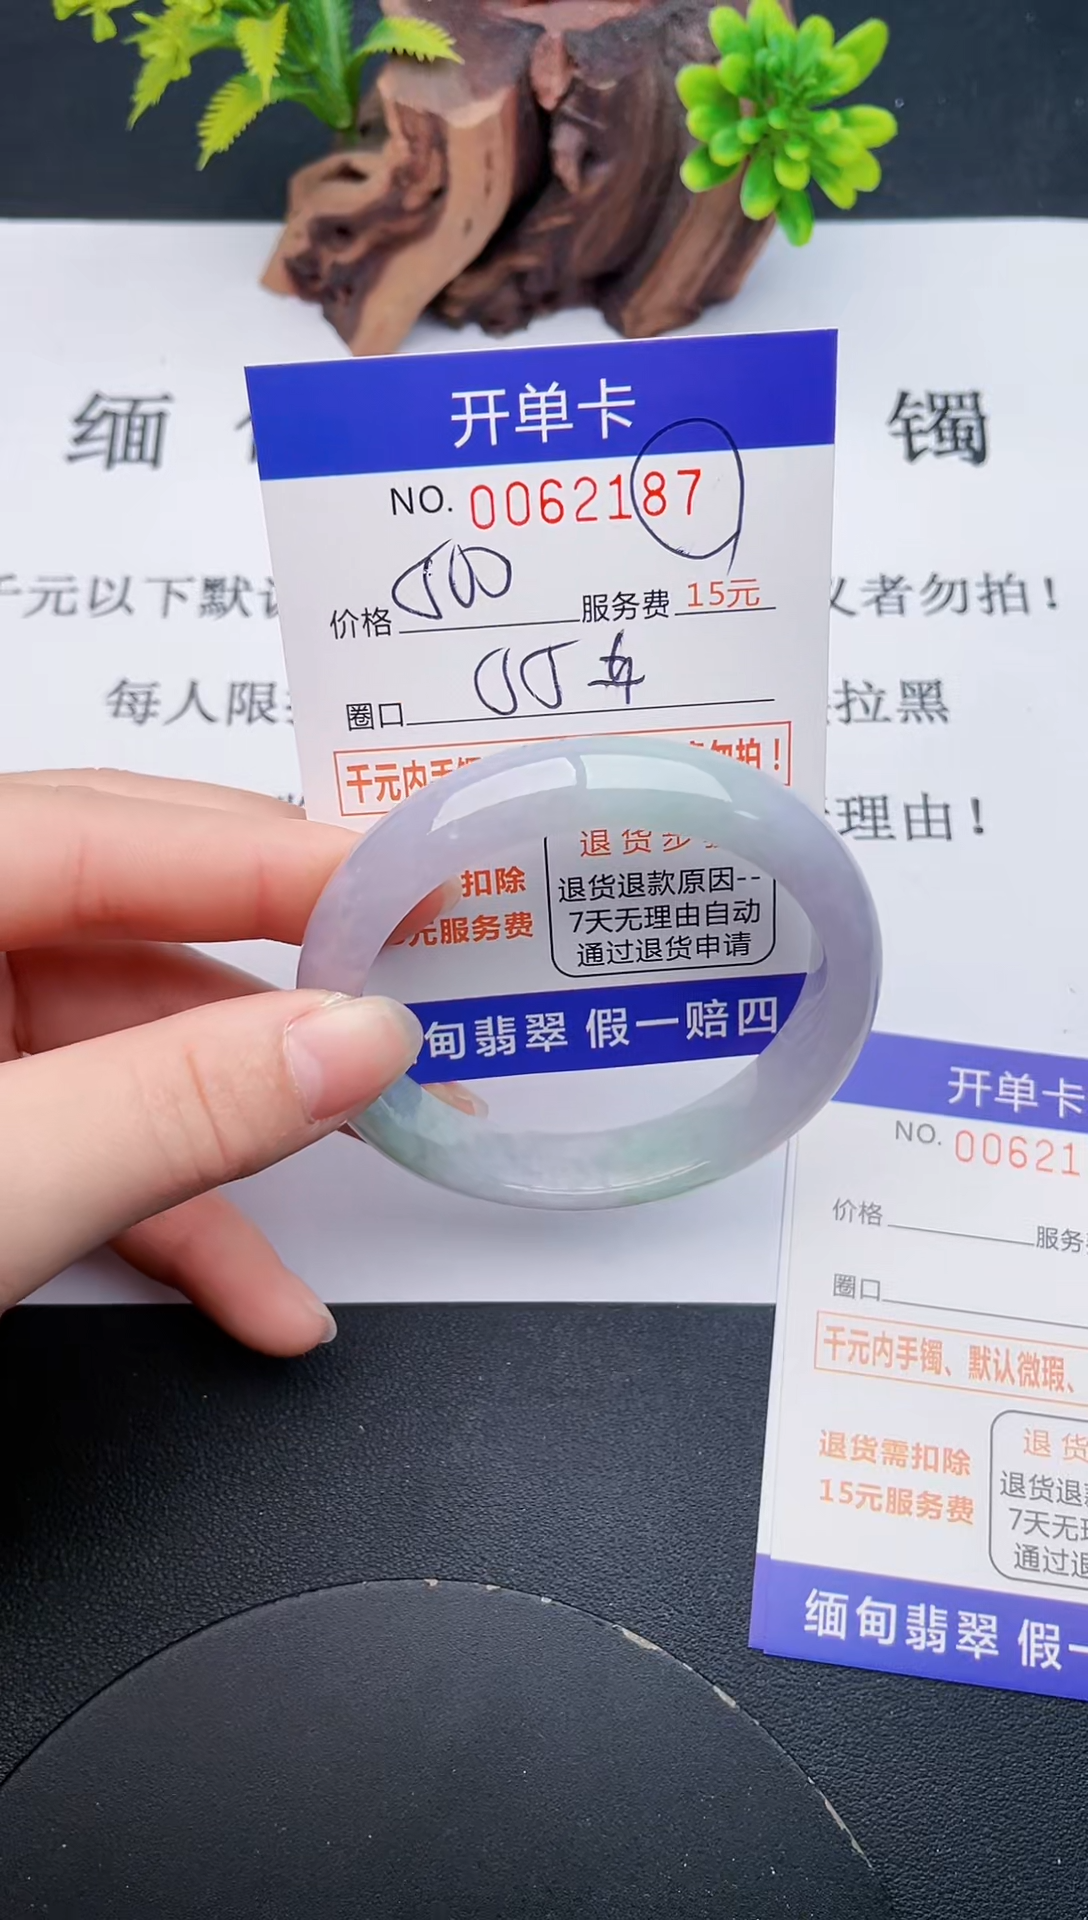 开单卡
NO. 0062187
价格 500 服务费 15元
圈口 55
千元内手 勿拍！
扣除
元服务费
退货步
退货退款原因--
7天无理由自动
通过退货申请
甸翡翠 假一赔四
缅 镯
千元以下默认 者勿拍！
每人限 拉黑
理由！
开单卡
NO. 00621
价格
服务
圈口
千元内手镯、默认微瑕、
退货需扣除
15元服务费
退货
退货退
7天无
通过退
缅甸翡翠 假一